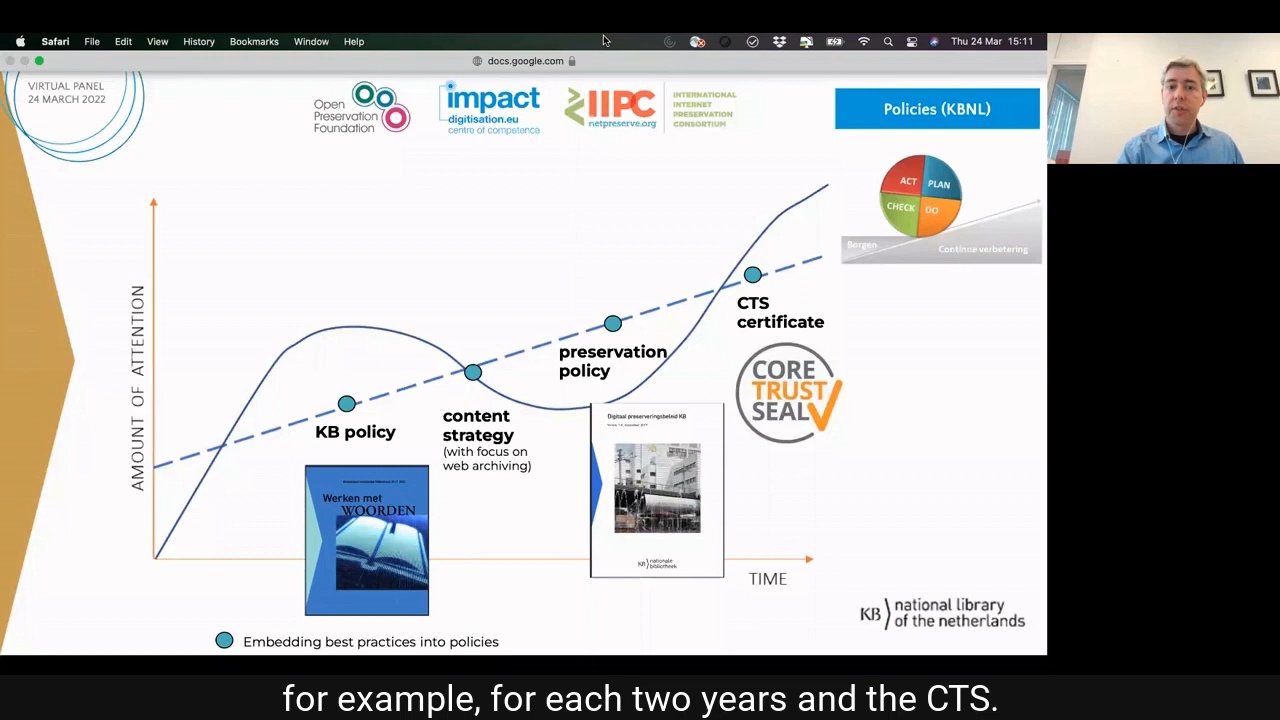 Safari File Edit View History Bookmarks Window Help
Thu 24 Mar 15:11
docs.google.com
VIRTUAL PANEL
24 MARCH 2022
Open
Preservation
Foundation
impact
digitisation.eu
centre of competence
IIPC
netpreserve.org
INTERNATIONAL
INTERNET
PRESERVATION
CONSORTIUM
Policies (KBNL)
ACT
PLAN
CHECK
DO
Borgen
Continue verbetering
AMOUNT OF ATTENTION
CTS
certificate
CORE
TRUST
SEAL
preservation
policy
KB policy
content
strategy
(with focus on
web archiving)
Werken met
WOORDEN
Digitaal preserveringsbeleid KB
KB nationale
bibliotheek
TIME
KB national library
of the netherlands
Embedding best practices into policies
for example, for each two years and the CTS.